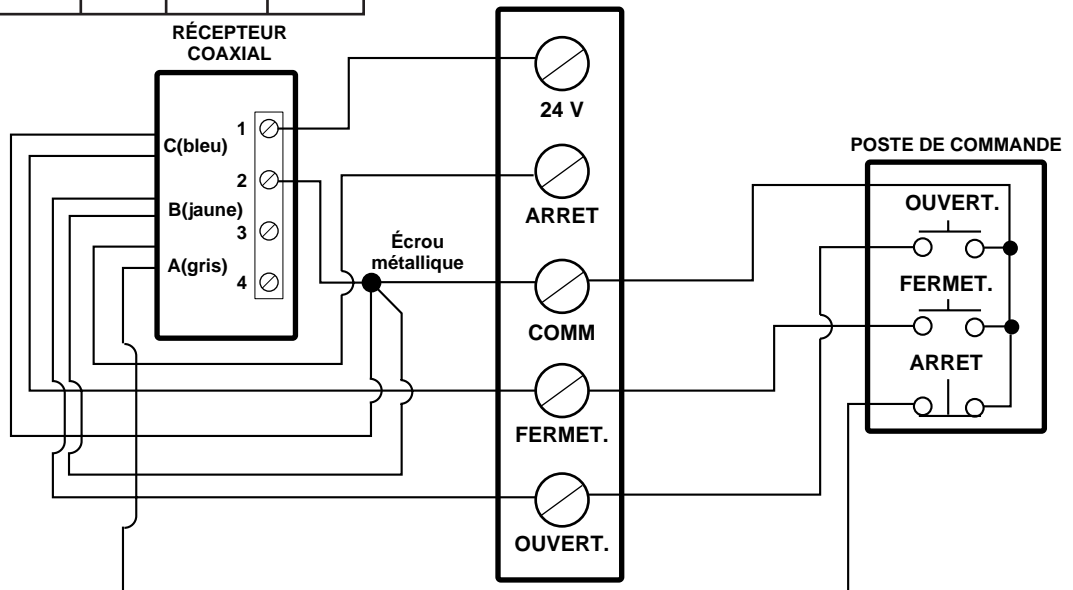 RÉCEPTEUR
COAXIAL
C(bleu)
B(jaune)
A(gris)
1
2
3
4
Écrou
métallique
24 V
ARRET
COMM
FERMET.
OUVERT.
POSTE DE COMMANDE
OUVERT.
FERMET.
ARRET